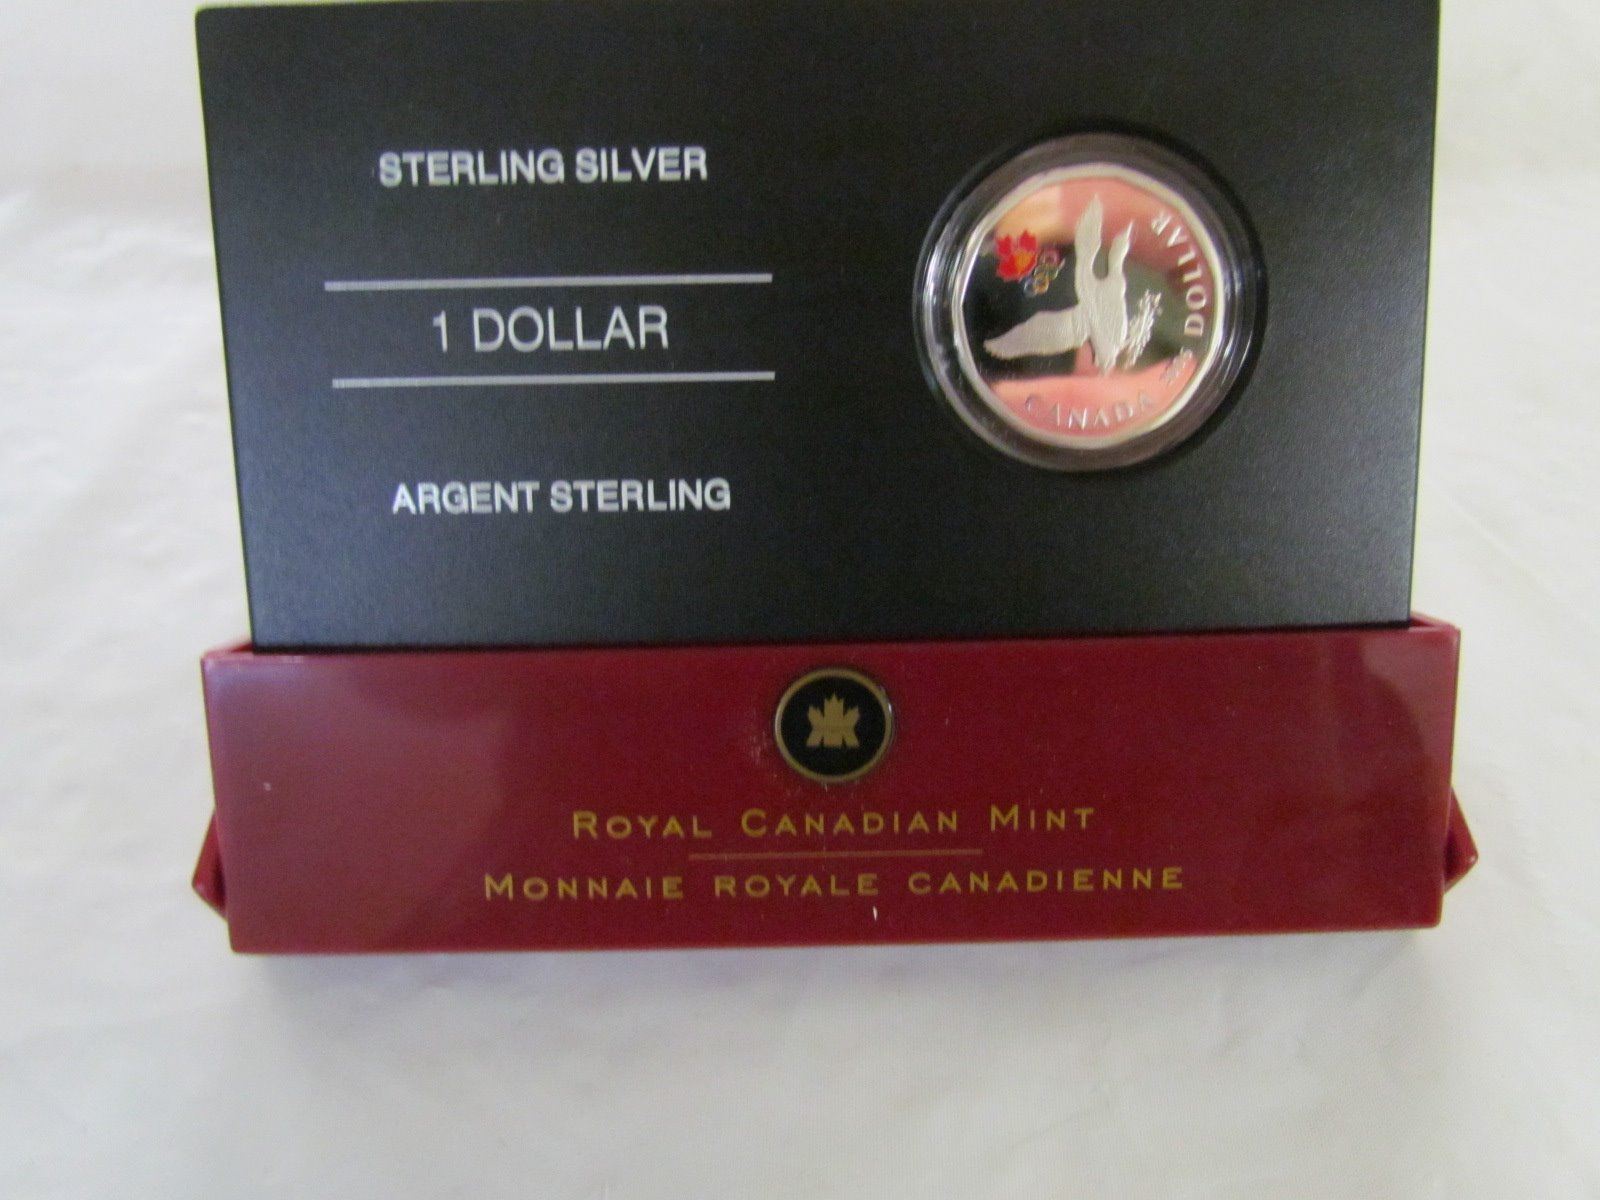 STERLING SILVER
1 DOLLAR
ARGENT STERLING
CANADA
DOLLAR
ROYAL CANADIAN MINT
MONNAIE ROYALE CANADIENNE